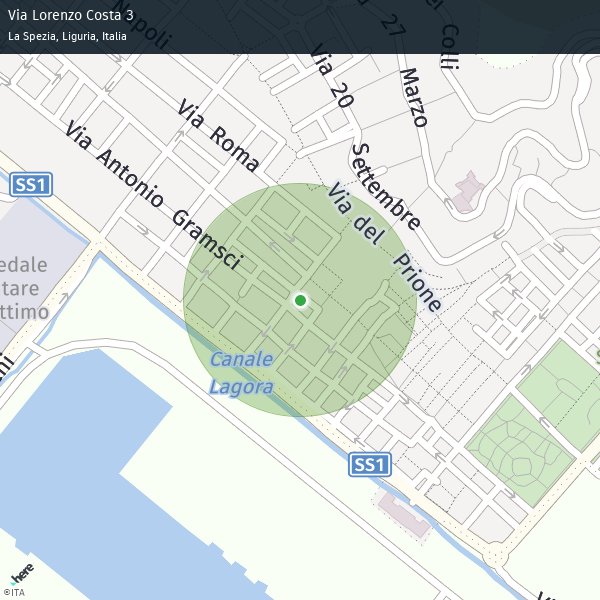 Via Lorenzo Costa 3
La Spezia, Liguria, Italia
Napoli
Via 20
Settembre
27
Marzo
Colli
Via Roma
Via Antonio Gramsci
SS1
Via del Prione
edale
tare
ttimo
Canale
Lagora
SS1
here
©ITA